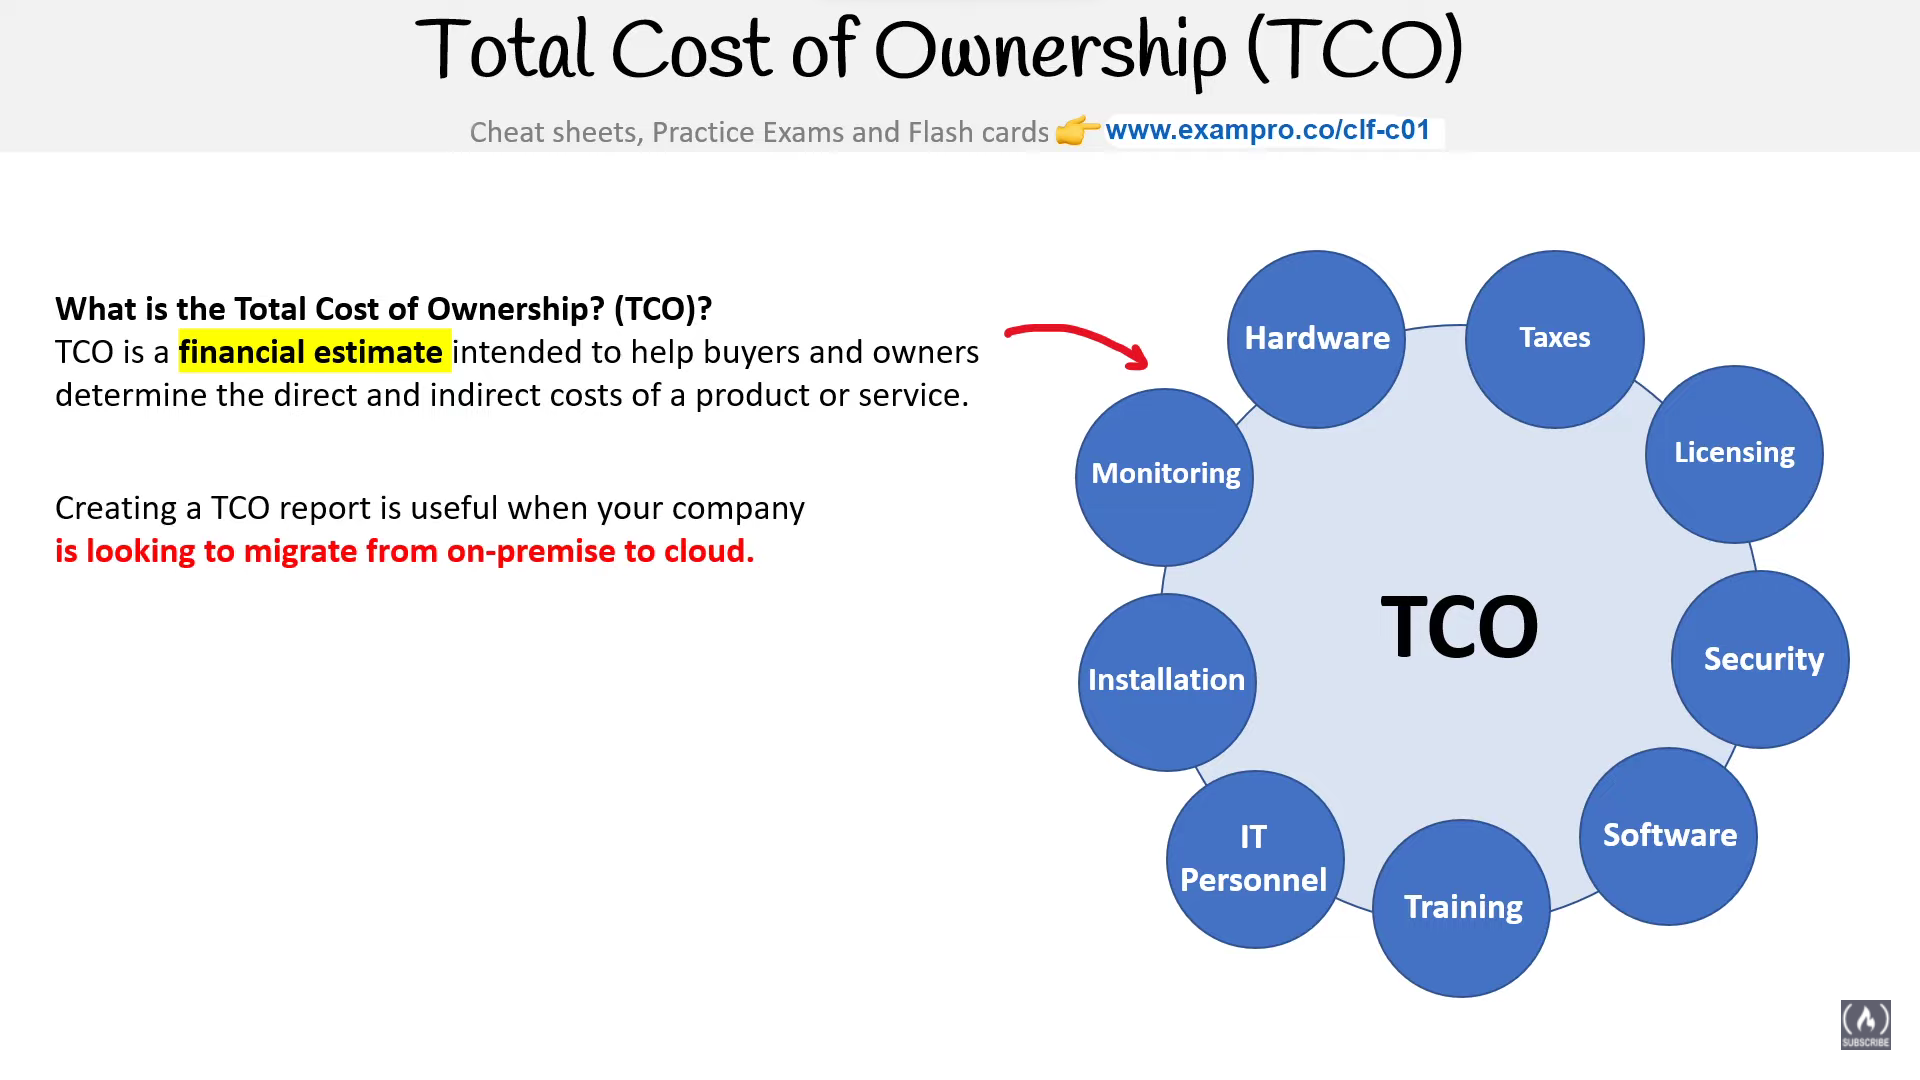 Total Cost of Ownership (TCO)
Cheat sheets, Practice Exams and Flash cards 👉 www.exampro.co/clf-c01
What is the Total Cost of Ownership? (TCO)?
TCO is a financial estimate intended to help buyers and owners
determine the direct and indirect costs of a product or service.
Creating a TCO report is useful when your company
is looking to migrate from on-premise to cloud.
Hardware
Taxes
Licensing
Monitoring
TCO
Security
Installation
Software
IT
Personnel
Training
SUBSCRIBE